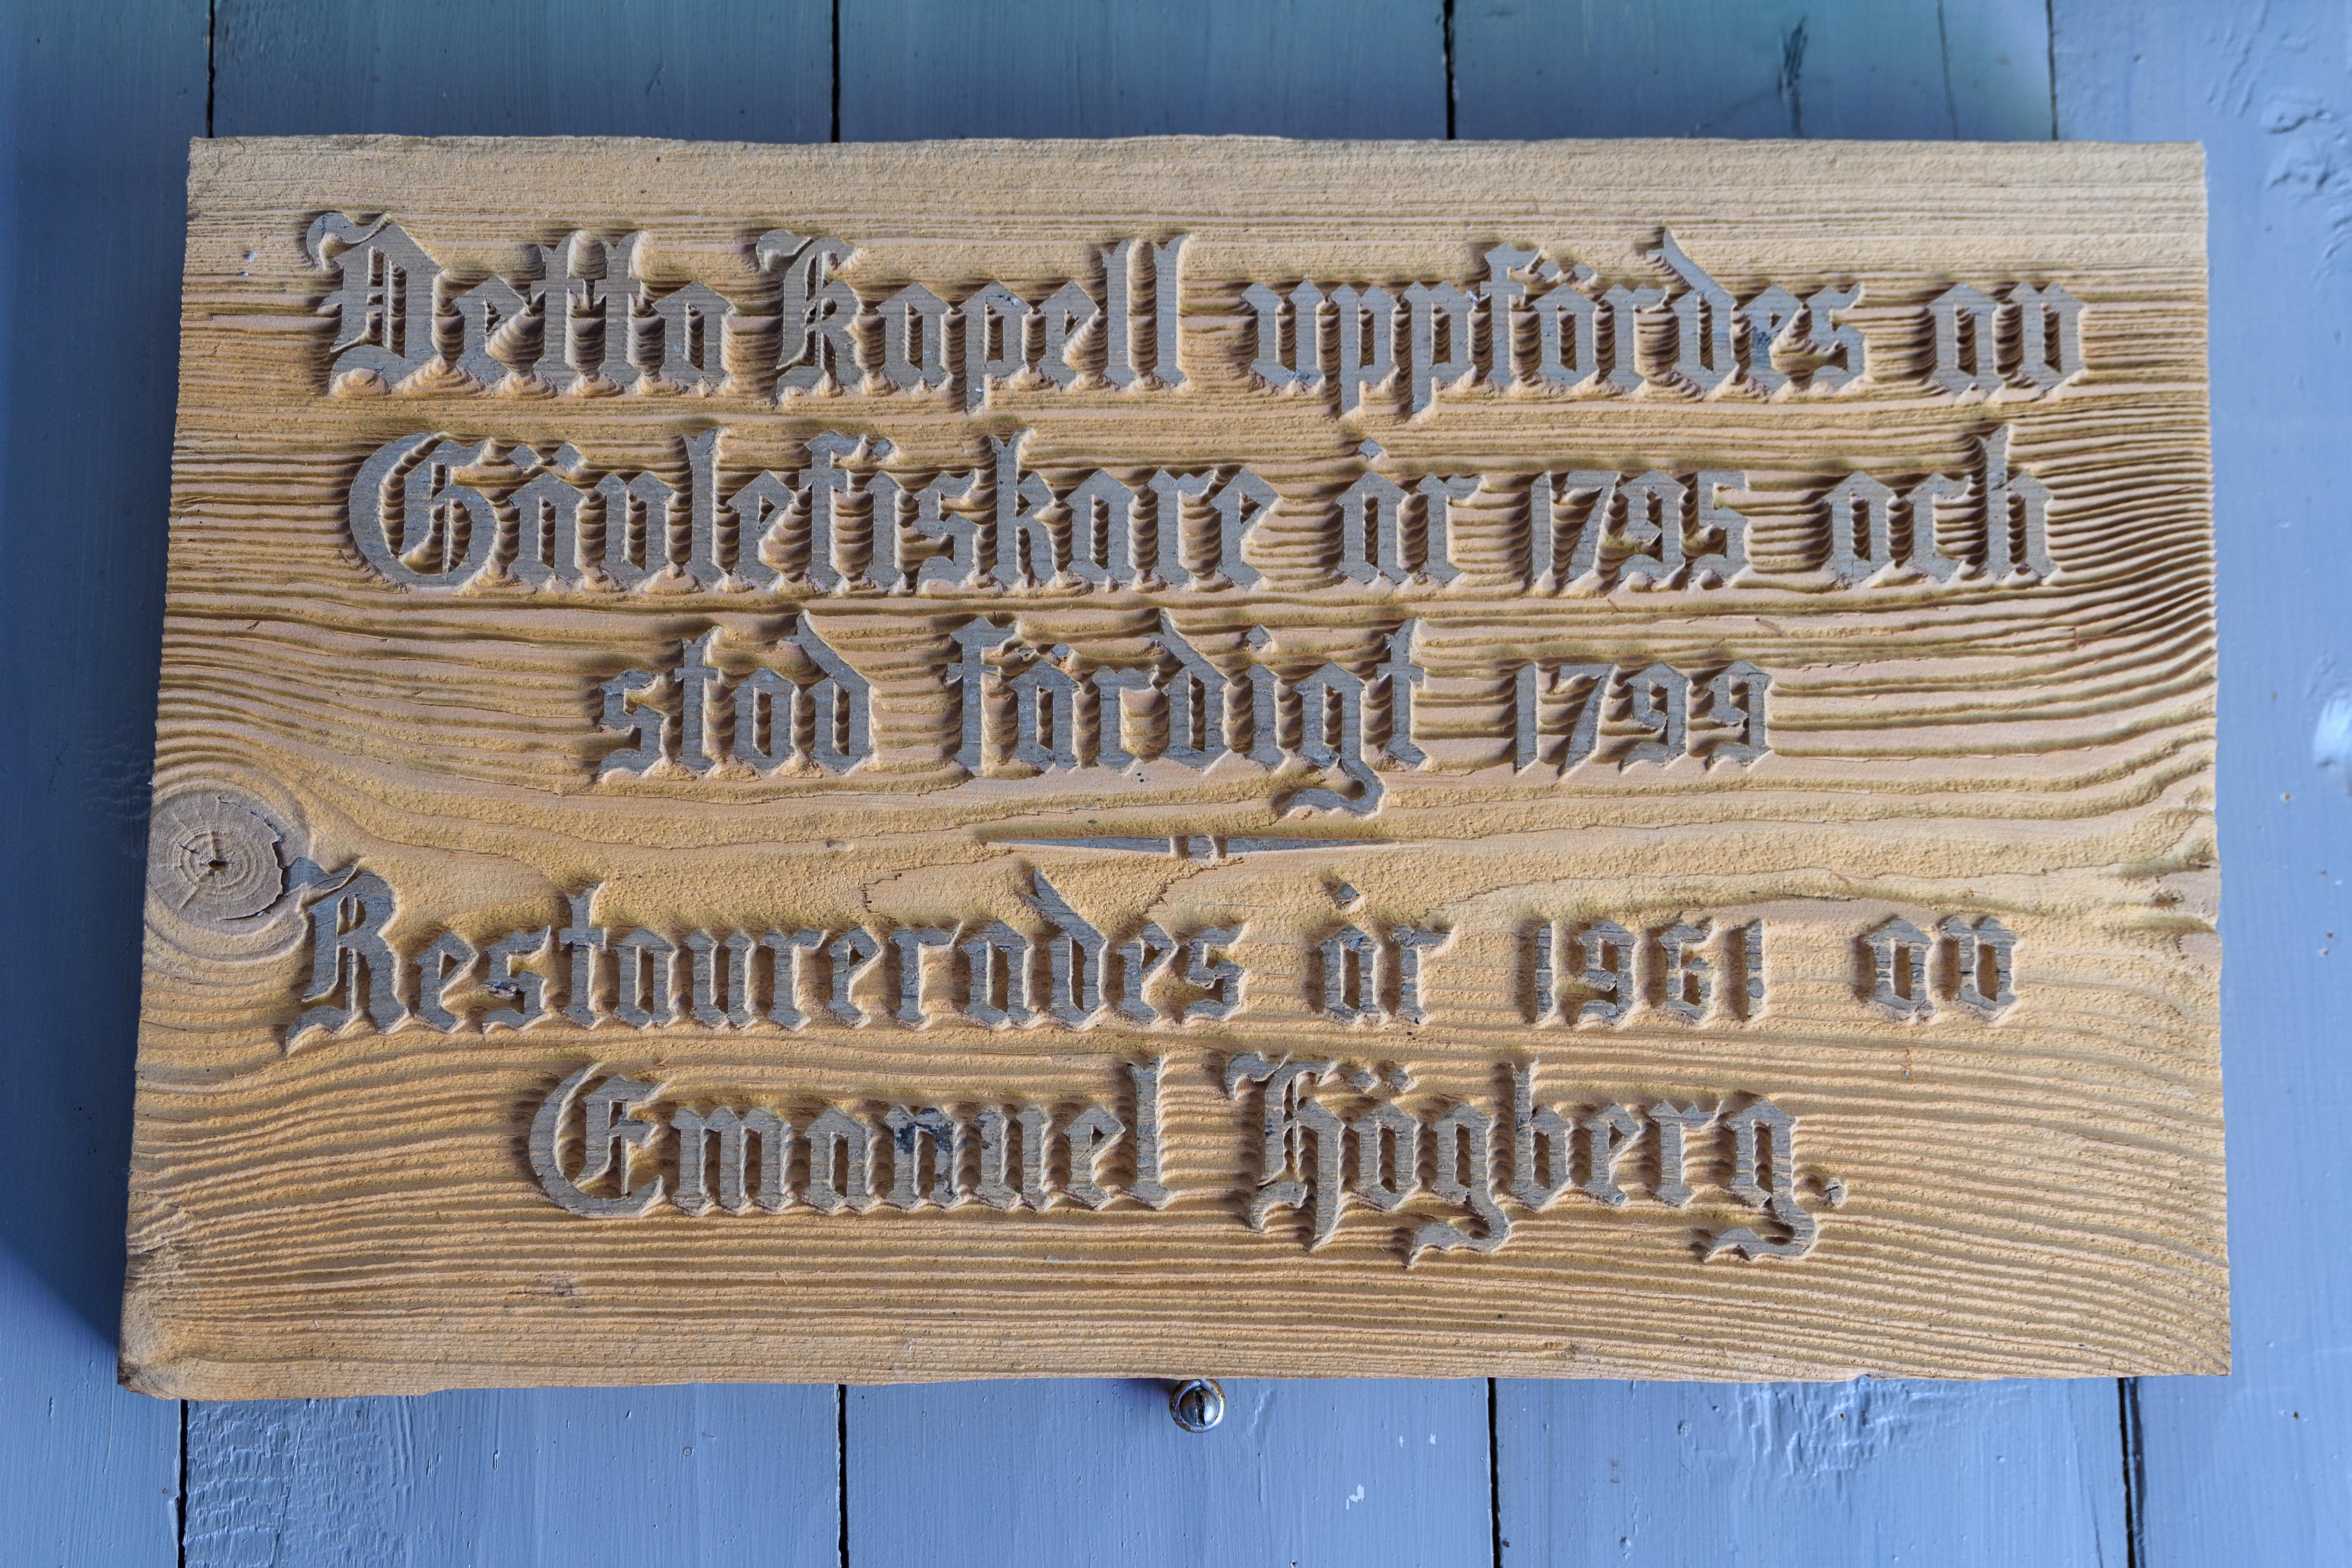 Detta Kapell uppfördes av
Gävlefiskare år 1795 och
stod färdigt 1799
Restaurerades år 1961 av
Emanuel Högberg.